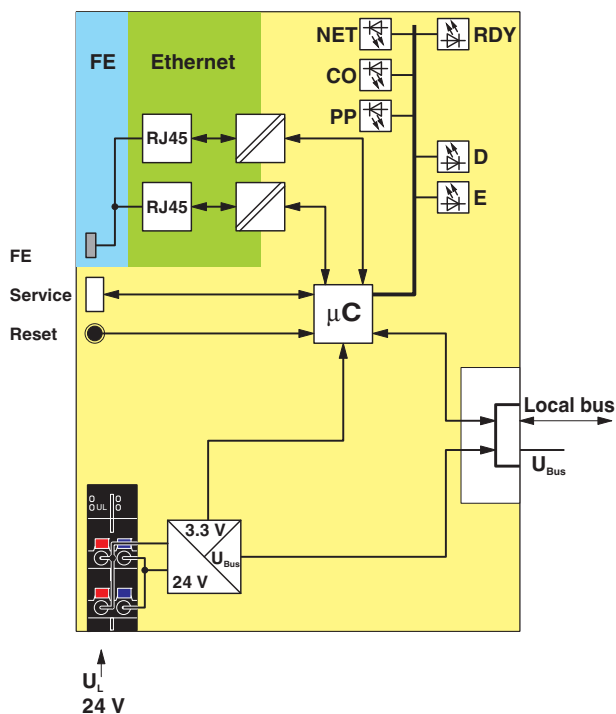 NET
RDY
FE
Ethernet
CO
PP
RJ45
D
RJ45
E
FE
Service
μC
Reset
Local bus
UBus
UL
3.3 V
UBus
24 V
UL
24 V